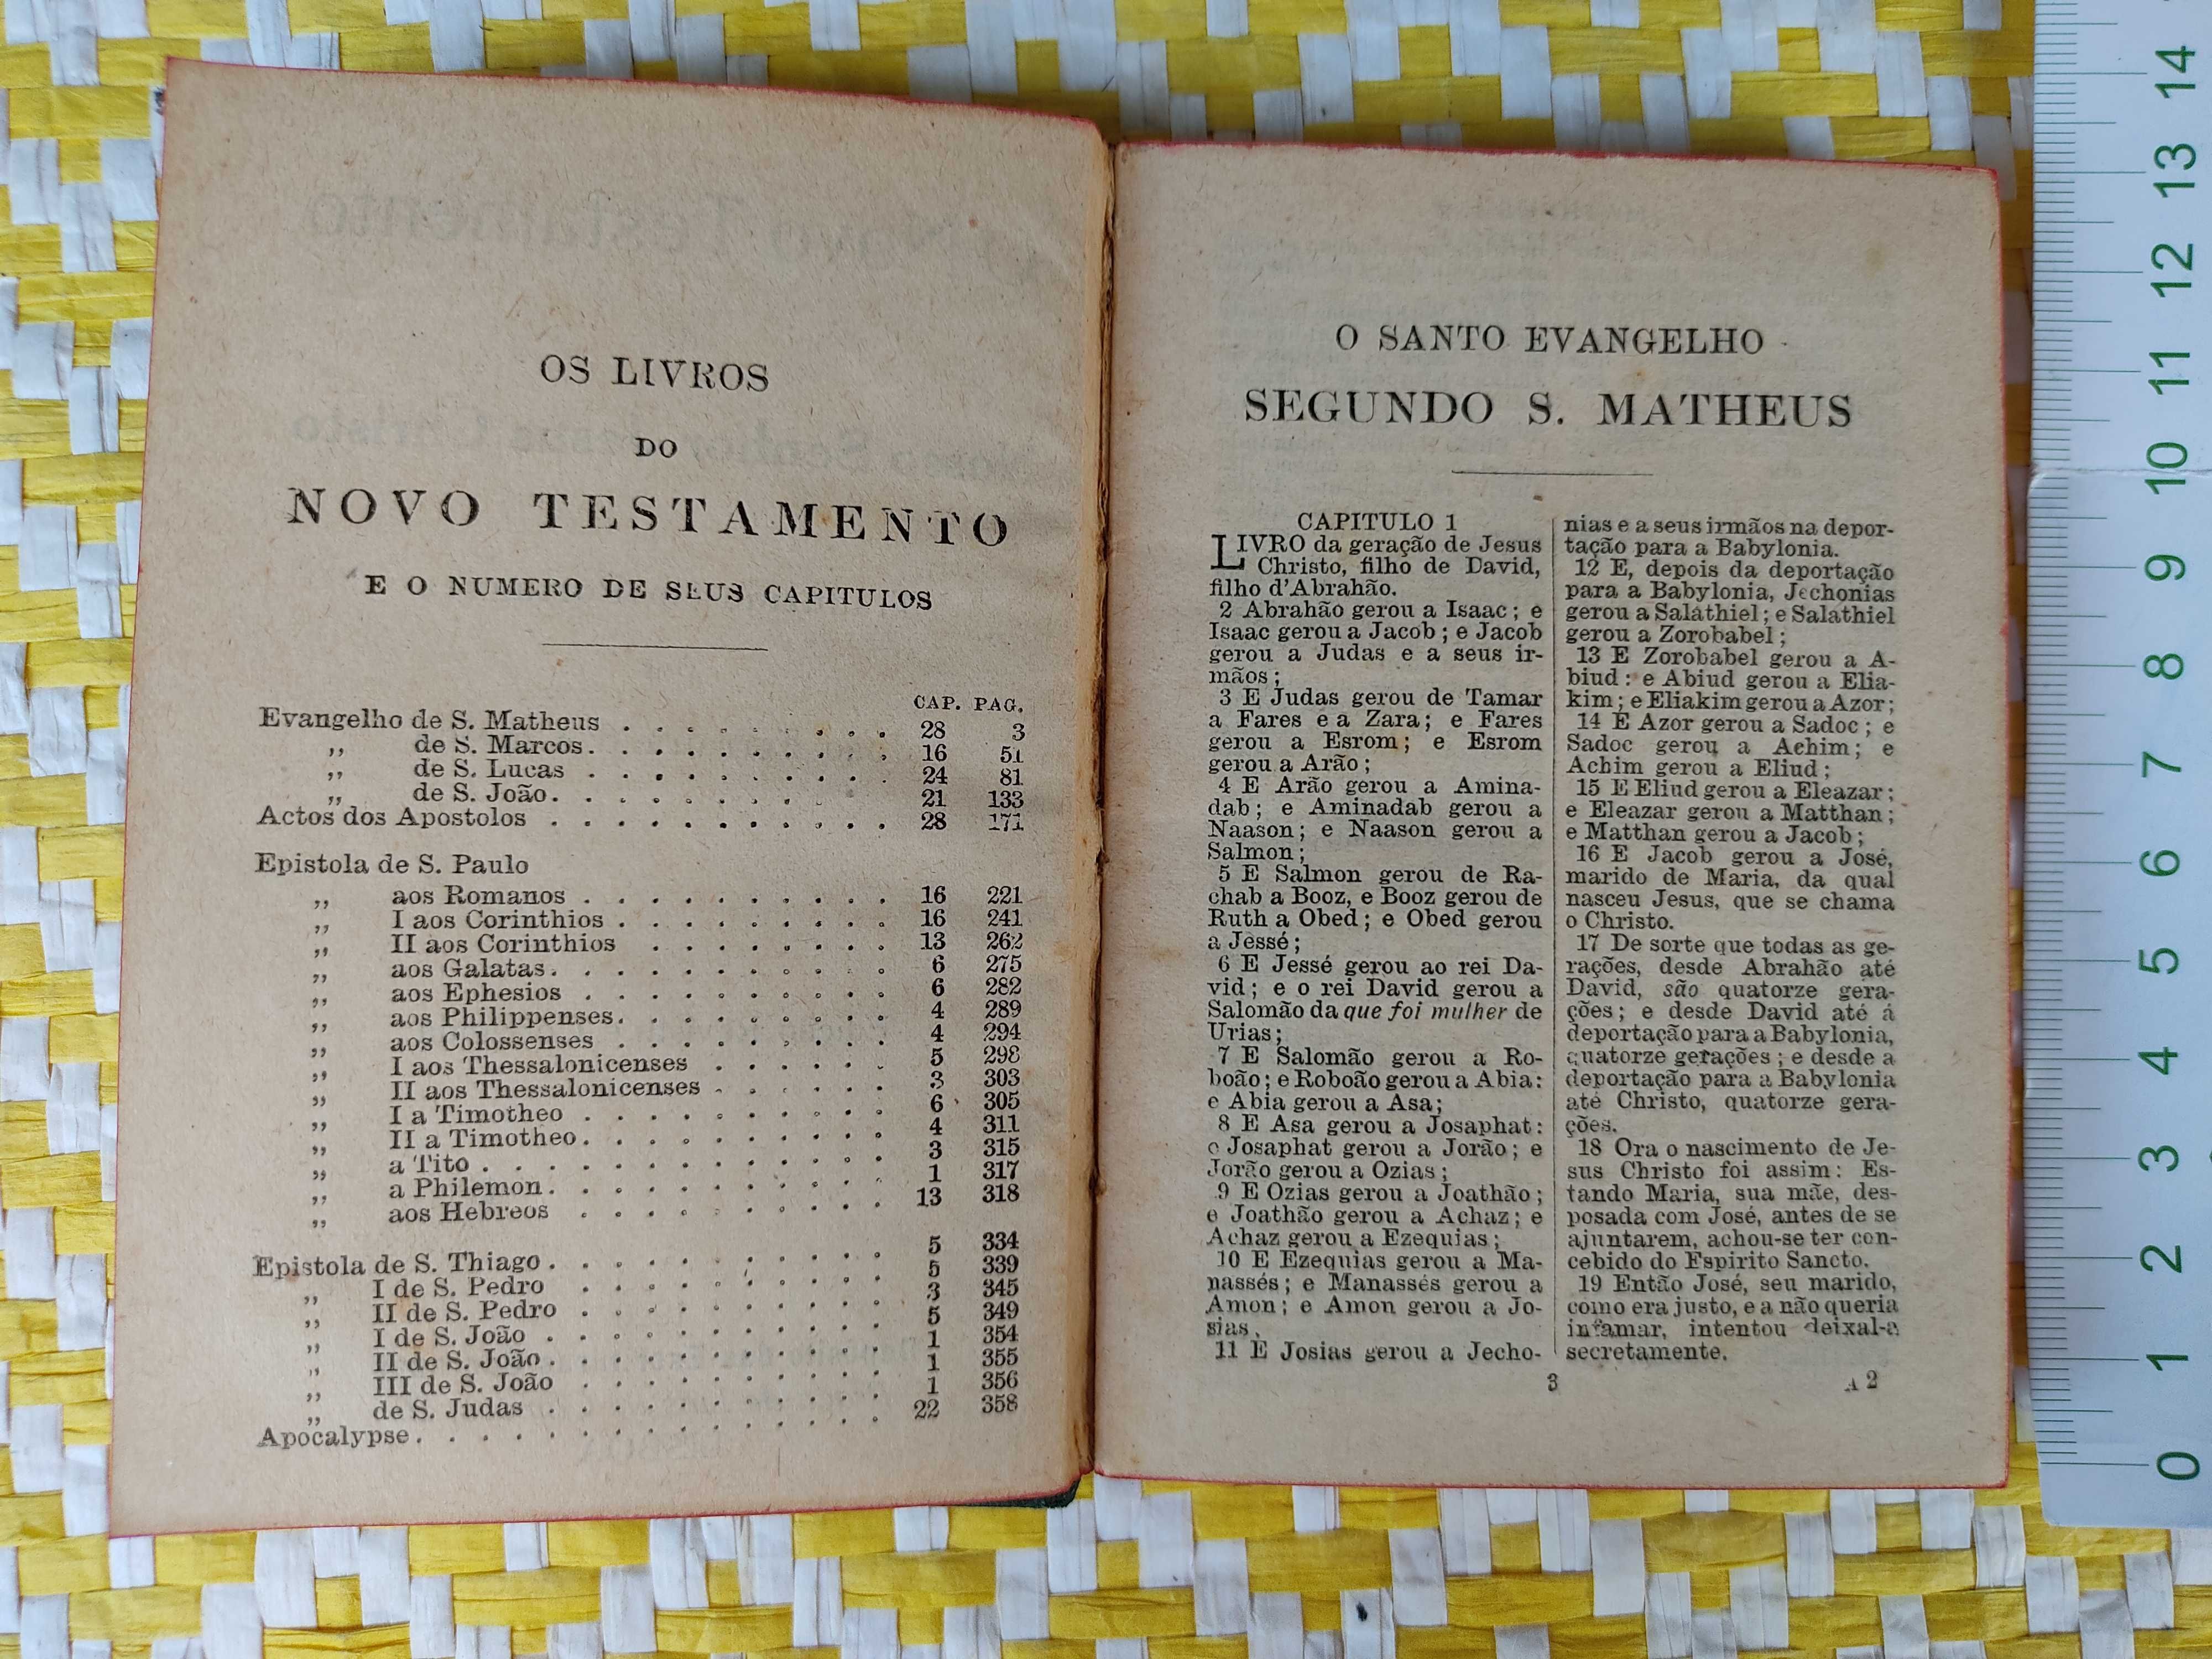 OS LIVROS
DO
NOVO TESTAMENTO
E O NUMERO DE SEUS CAPITULOS
CAP. PAG.
Evangelho de S. Matheus . . . . . . . . 28 3
„ de S. Marcos. . . . . . . . . 16 51
„ de S. Lucas . . . . . . . . . 24 81
„ de S. João. . . . . . . . . 21 133
Actos dos Apostolos . . . . . . . . . . 28 171
Epistola de S. Paulo
„ aos Romanos . . . . . . . . . 16 221
„ I aos Corinthios . . . . . . . . 16 241
„ II aos Corinthios . . . . . . . 13 262
„ aos Galatas. . . . . . . . . . 6 275
„ aos Ephesios . . . . . . . . . 6 282
„ aos Philippenses. . . . . . . . 4 289
„ aos Colossenses . . . . . . . . 4 294
„ I aos Thessalonicenses . . . . . 5 298
„ II aos Thessalonicenses . . . . . 3 303
„ I a Timotheo . . . . . . . . . 6 305
„ II a Timotheo. . . . . . . . . 4 311
„ a Tito . . . . . . . . . . . 3 315
„ a Philemon. . . . . . . . . . 1 317
„ aos Hebreos . . . . . . . . . 13 318
Epistola de S. Thiago. . . . . . . . . . 5 334
„ I de S. Pedro . . . . . . . . . 5 339
„ II de S. Pedro . . . . . . . . . 3 345
„ I de S. João . . . . . . . . . . 5 349
„ II de S. João. . . . . . . . . . 1 354
„ III de S. João . . . . . . . . . 1 355
„ de S. Judas . . . . . . . . . . 1 356
Apocalypse. . . . . . . . . . . . . . 22 358
O SANTO EVANGELHO
SEGUNDO S. MATHEUS
CAPITULO 1
LIVRO da geração de Jesus
Christo, filho de David,
filho d'Abrahão.
2 Abrahão gerou a Isaac; e
Isaac gerou a Jacob; e Jacob
gerou a Judas e a seus ir-
mãos;
3 E Judas gerou de Tamar
a Fares e a Zara; e Fares
gerou a Esrom; e Esrom
gerou a Arão;
4 E Arão gerou a Amina-
dab; e Aminadab gerou a
Naason; e Naason gerou a
Salmon;
5 E Salmon gerou de Ra-
chab a Booz, e Booz gerou de
Ruth a Obed; e Obed gerou
a Jessé;
6 E Jessé gerou ao rei Da-
vid; e o rei David gerou a
Salomão da que foi mulher de
Urias;
7 E Salomão gerou a Ro-
boão; e Roboão gerou a Abia:
e Abia gerou a Asa;
8 E Asa gerou a Josaphat:
e Josaphat gerou a Jorão; e
Jorão gerou a Ozias;
9 E Ozias gerou a Joathão;
e Joathão gerou a Achaz; e
Achaz gerou a Ezequias;
10 E Ezequias gerou a Ma-
nassés; e Manassés gerou a
Amon; e Amon gerou a Jo-
sias,
11 E Josias gerou a Jecho-
nias e a seus irmãos na depor-
tação para a Babylonia.
12 E, depois da deportação
para a Babylonia, Jechonias
gerou a Salathiel; e Salathiel
gerou a Zorobabel;
13 E Zorobabel gerou a A-
biud: e Abiud gerou a Elia-
kim; e Eliakim gerou a Azor;
14 E Azor gerou a Sadoc; e
Sadoc gerou a Achim; e
Achim gerou a Eliud;
15 E Eliud gerou a Eleazar;
e Eleazar gerou a Matthan;
e Matthan gerou a Jacob;
16 E Jacob gerou a José,
marido de Maria, da qual
nasceu Jesus, que se chama
o Christo.
17 De sorte que todas as ge-
rações, desde Abrahão até
David, são quatorze gera-
ções; e desde David até á
deportação para a Babylonia,
quatorze gerações; e desde a
deportação para a Babylonia
até Christo, quatorze gera-
ções.
18 Ora o nascimento de Je-
sus Christo foi assim: Es-
tando Maria, sua mãe, des-
posada com José, antes de se
ajuntarem, achou-se ter con-
cebido do Espirito Sancto.
19 Então José, seu marido,
como era justo, e a não queria
infamar, intentou deixal-a
secretamente.
3 A 2
14
13
12
11
10
9
8
7
6
5
4
3
2
1
0